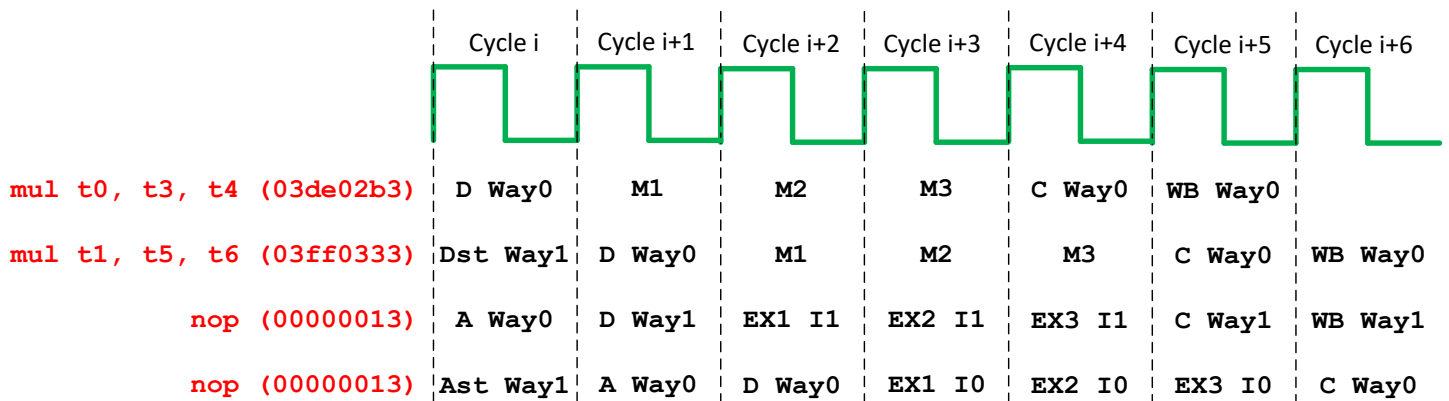 Cycle i Cycle i+1 Cycle i+2 Cycle i+3 Cycle i+4 Cycle i+5 Cycle i+6
mul t0, t3, t4 (03de02b3) D Way0 M1 M2 M3 C Way0 WB Way0
mul t1, t5, t6 (03ff0333) Dst Way1 D Way0 M1 M2 M3 C Way0 WB Way0
nop (00000013) A Way0 D Way1 EX1 I1 EX2 I1 EX3 I1 C Way1 WB Way1
nop (00000013) Ast Way1 A Way0 D Way0 EX1 I0 EX2 I0 EX3 I0 C Way0